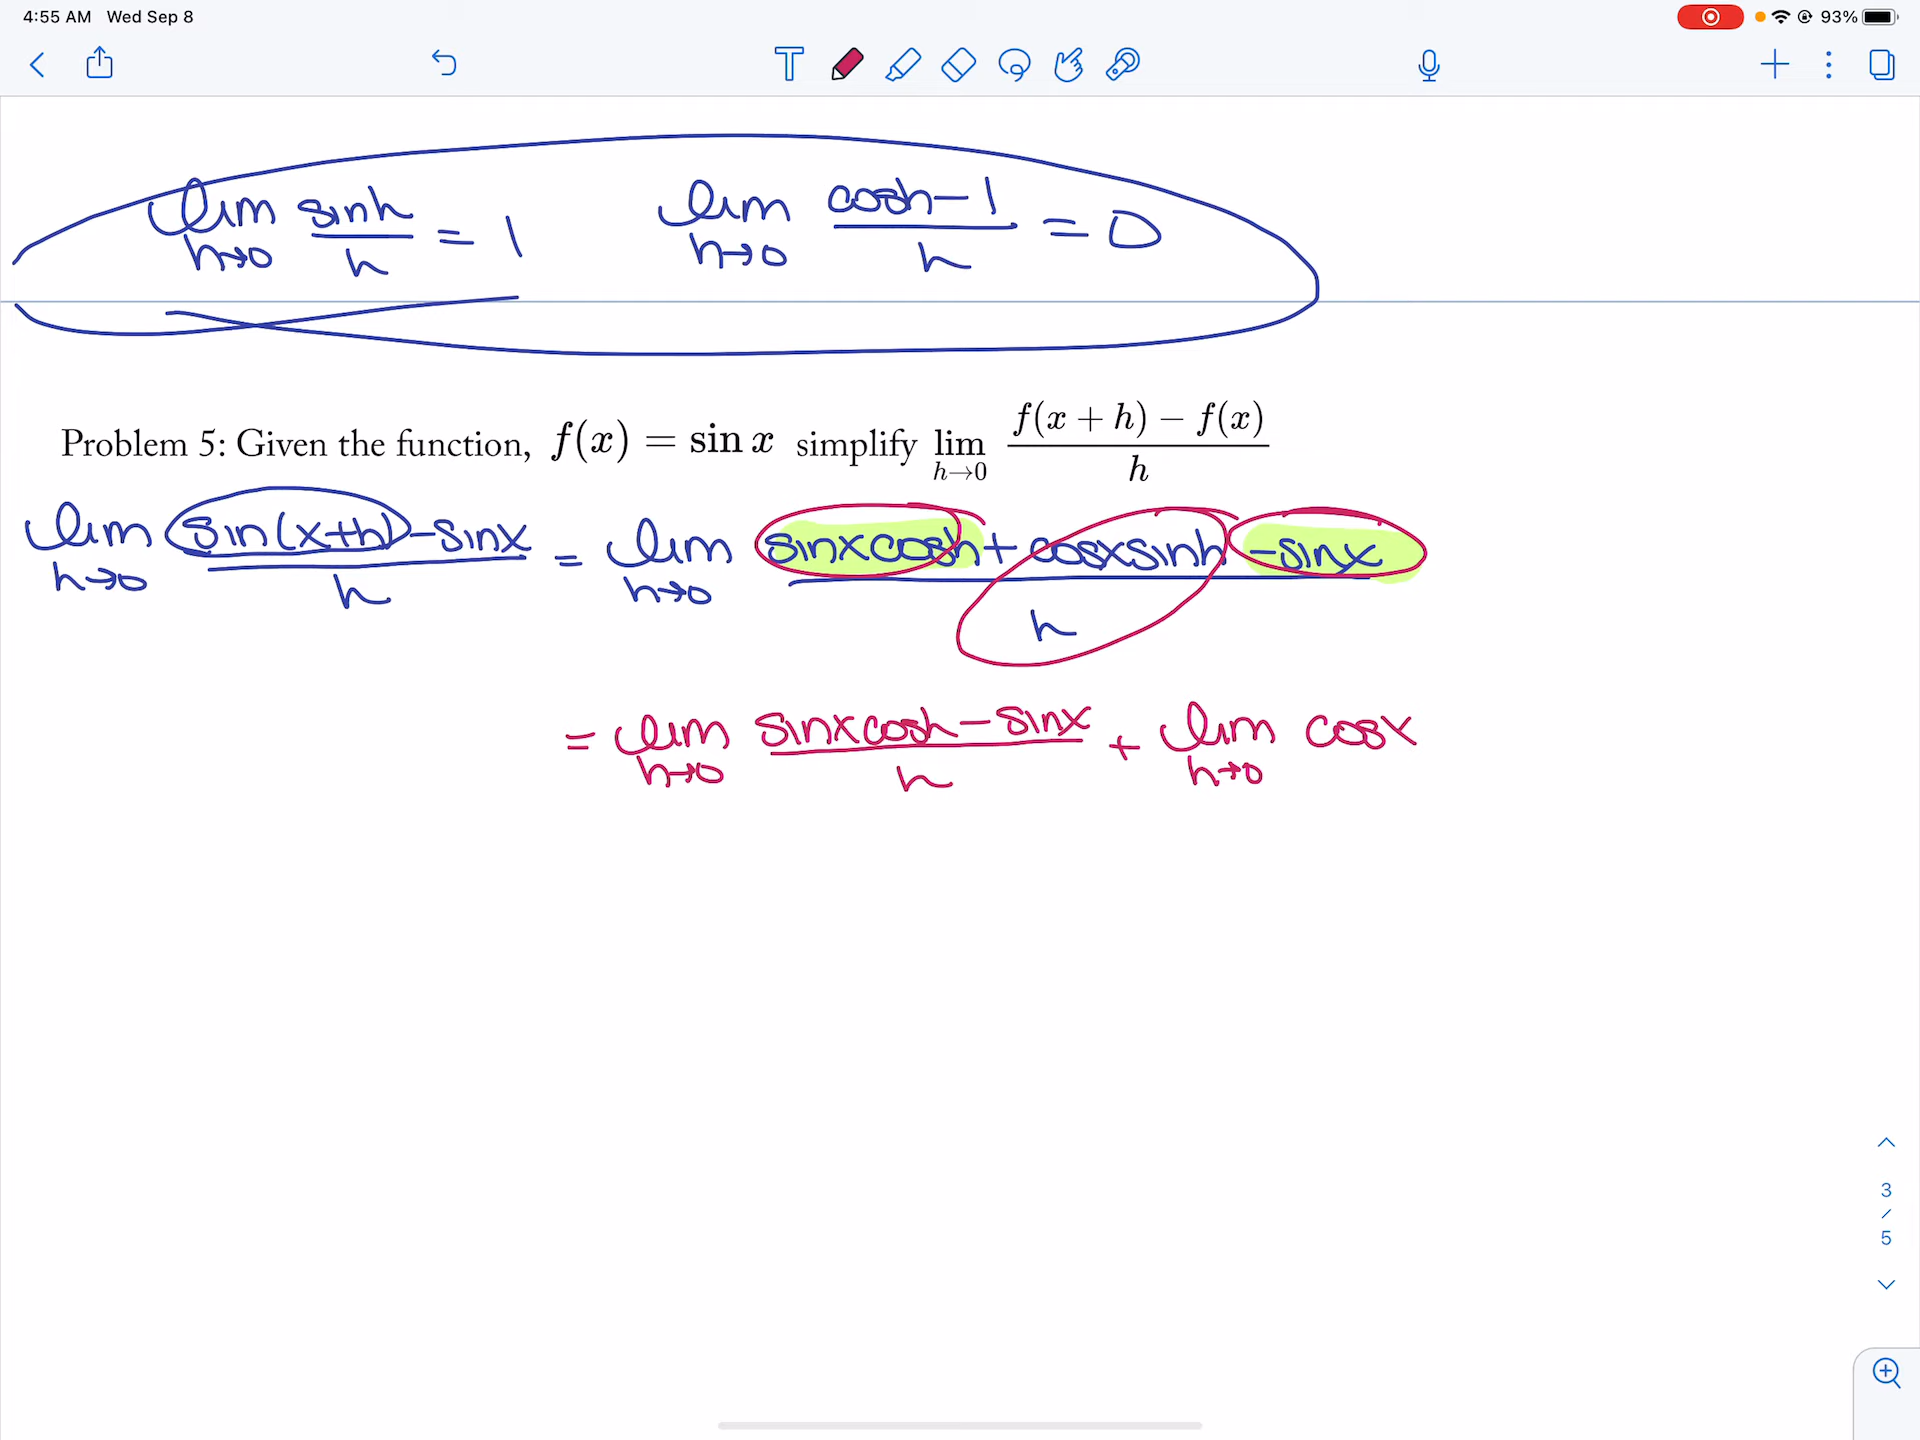 4:55 AM Wed Sep 8 93%
lim h→0 sinh/h = 1 lim h→0 cosh-1/h = 0
Problem 5: Given the function, f(x) = sin x simplify lim h→0 f(x + h) − f(x)/h
lim h→0 sin(x+h)-sinx/h = lim h→0 sinxcosh+cosxsinh-sinx/h
= lim h→0 sinxcosh-sinx/h + lim h→0 cosx
3
/
5